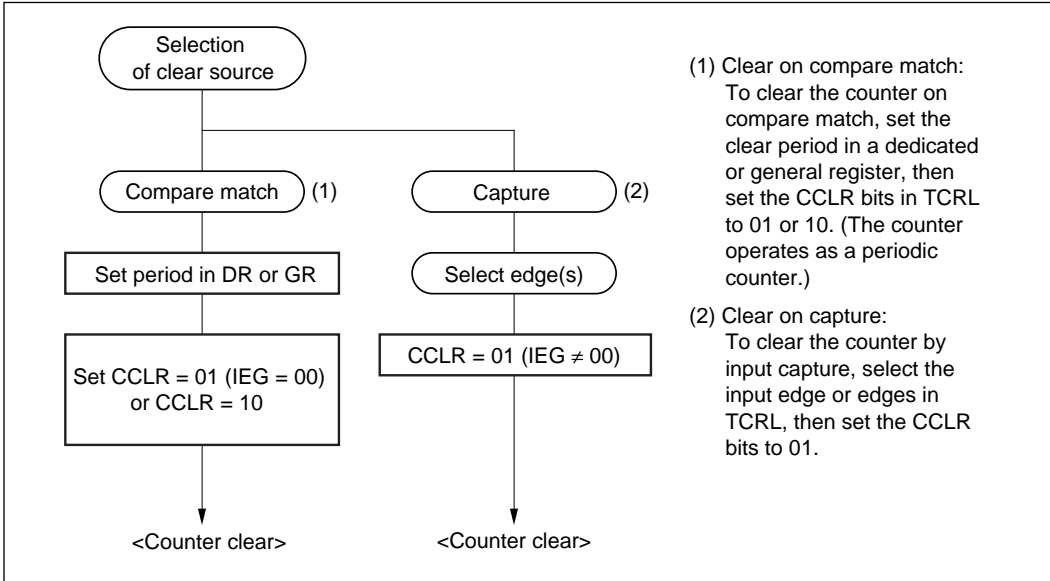 Selection
of clear source
Compare match
(1)
Capture
(2)
Set period in DR or GR
Select edge(s)
Set CCLR = 01 (IEG = 00)
or CCLR = 10
CCLR = 01 (IEG ≠ 00)
<Counter clear>
<Counter clear>
(1) Clear on compare match:
To clear the counter on
compare match, set the
clear period in a dedicated
or general register, then
set the CCLR bits in TCRL
to 01 or 10. (The counter
operates as a periodic
counter.)
(2) Clear on capture:
To clear the counter by
input capture, select the
input edge or edges in
TCRL, then set the CCLR
bits to 01.